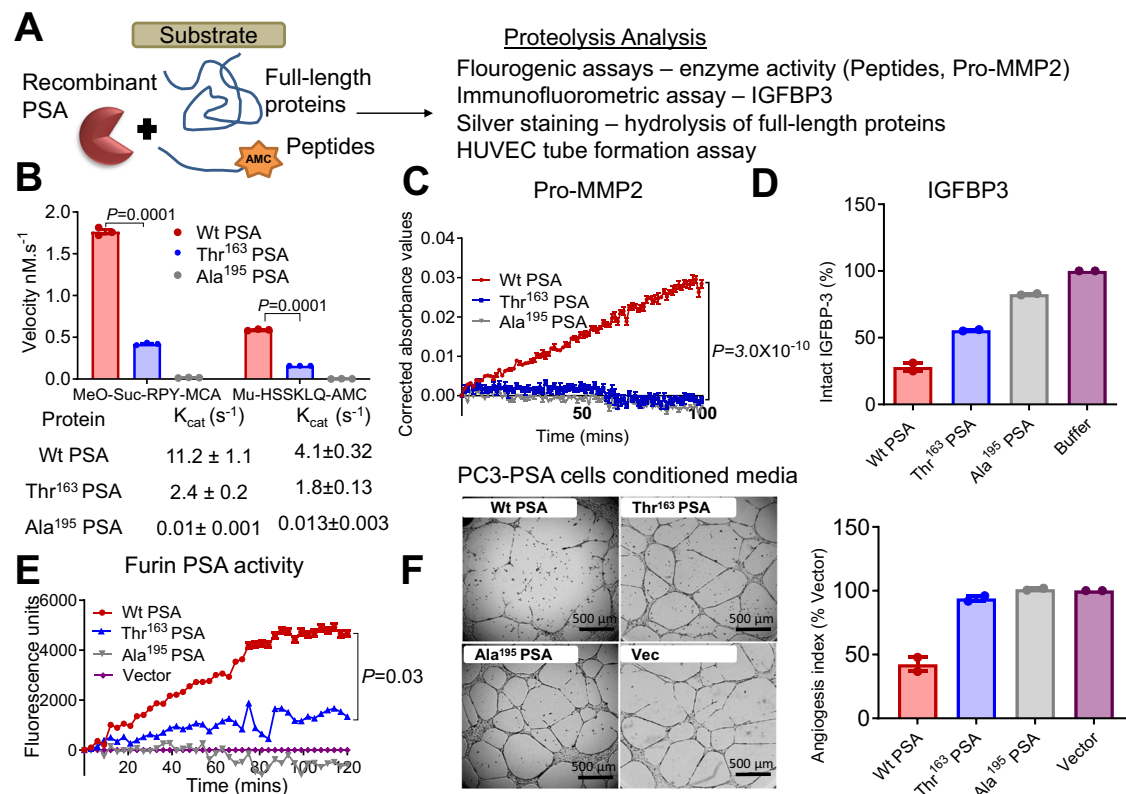 A
Substrate
Recombinant
PSA
Full-length
proteins
Peptides
AMC
Proteolysis Analysis
Flourogenic assays – enzyme activity (Peptides, Pro-MMP2)
Immunofluorometric assay – IGFBP3
Silver staining – hydrolysis of full-length proteins
HUVEC tube formation assay
B
Velocity nM.s⁻¹
2.0
1.5
1.0
0.5
0.0
P=0.0001
P=0.0001
Wt PSA
Thr¹⁶³ PSA
Ala¹⁹⁵ PSA
MeO-Suc-RPY-MCA Mu-HSSKLQ-AMC
Protein K_cat (s⁻¹) K_cat (s⁻¹)
Wt PSA 11.2 ± 1.1 4.1±0.32
Thr¹⁶³ PSA 2.4 ± 0.2 1.8±0.13
Ala¹⁹⁵ PSA 0.01± 0.001 0.013±0.003
C
Pro-MMP2
Corrected absorbance values
0.04
0.03
0.02
0.01
0.00
Wt PSA
Thr¹⁶³ PSA
Ala¹⁹⁵ PSA
P=3.0X10⁻¹⁰
50 100
Time (mins)
D
IGFBP3
Intact IGFBP-3 (%)
150
100
50
0
Wt PSA
Thr¹⁶³ PSA
Ala¹⁹⁵ PSA
Buffer
E
Furin PSA activity
Fluorescence units
6000
4000
2000
0
Wt PSA
Thr¹⁶³ PSA
Ala¹⁹⁵ PSA
Vector
P=0.03
20 40 60 80 100 120
Time (mins)
F
PC3-PSA cells conditioned media
Wt PSA
500 µm
Thr¹⁶³ PSA
500 µm
Ala¹⁹⁵ PSA
500 µm
Vec
500 µm
Angiogesis index (% Vector)
150
100
50
0
Wt PSA
Thr¹⁶³ PSA
Ala¹⁹⁵ PSA
Vector